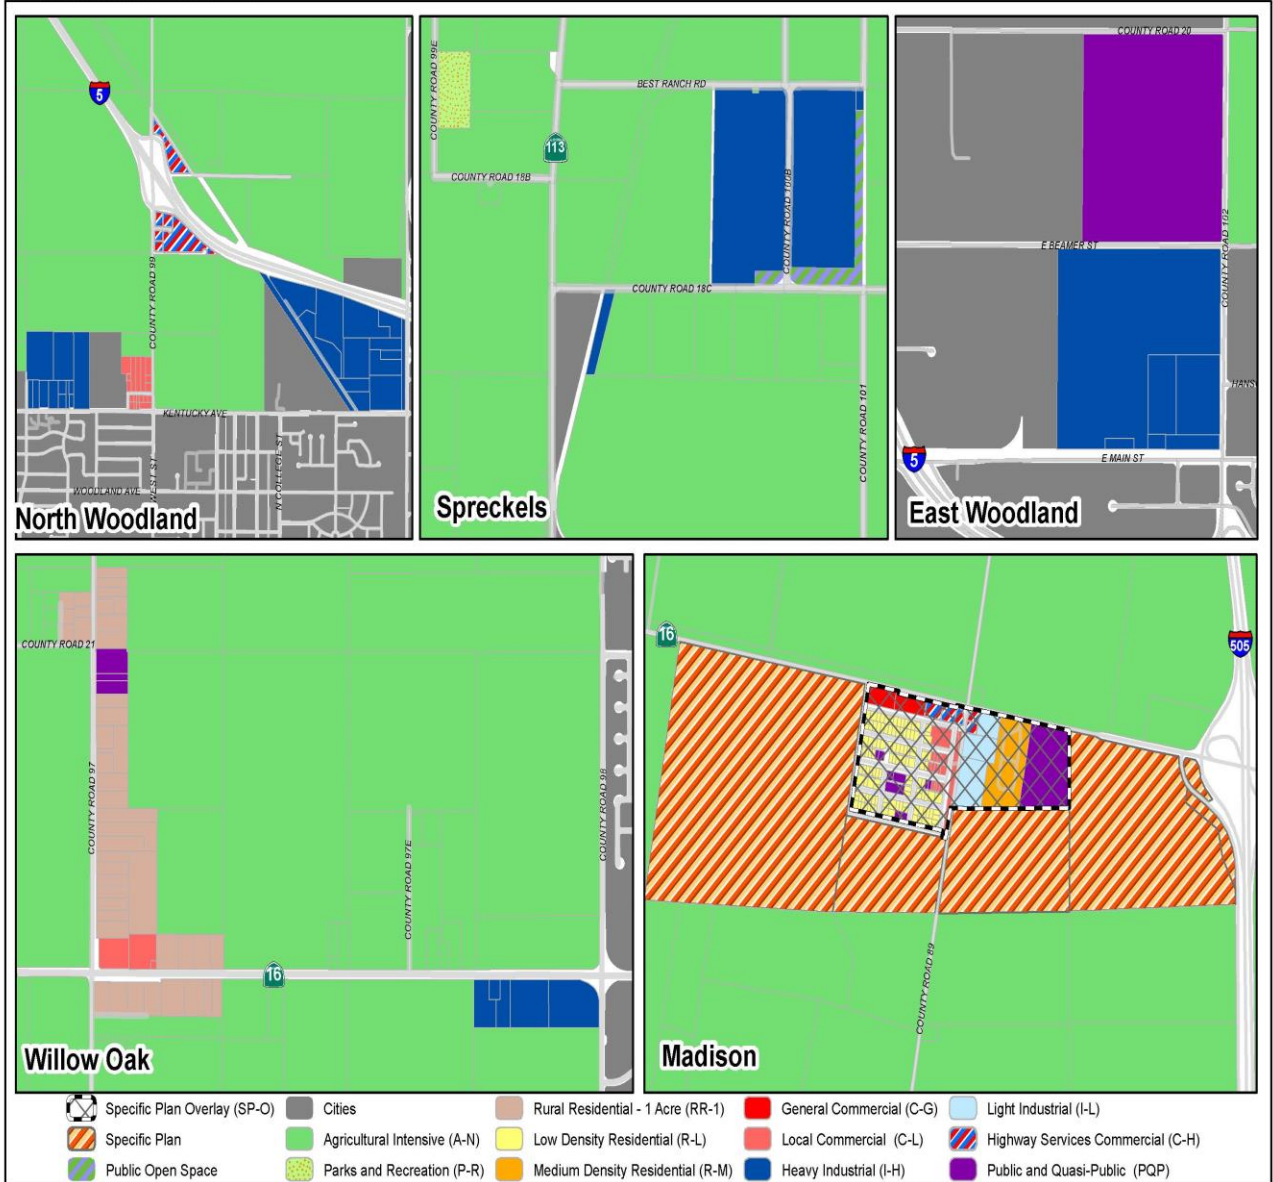 5
COUNTY ROAD 99
KENTUCKY AVE
WEST ST
N COLLEGE ST
WOODLAND AVE
North Woodland
COUNTY ROAD 99E
BEST RANCH RD
113
COUNTY ROAD 18B
COUNTY ROAD 100B
COUNTY ROAD 18C
COUNTY ROAD 101
Spreckels
COUNTY ROAD 20
COUNTY ROAD 102
E BEAMER ST
HANS
5
E MAIN ST
East Woodland
COUNTY ROAD 21
COUNTY ROAD 97
COUNTY ROAD 97E
COUNTY ROAD 98
16
Willow Oak
16
505
COUNTY ROAD 89
Madison
Specific Plan Overlay (SP-O)
Cities
Rural Residential - 1 Acre (RR-1)
General Commercial (C-G)
Light Industrial (I-L)
Specific Plan
Agricultural Intensive (A-N)
Low Density Residential (R-L)
Local Commercial (C-L)
Highway Services Commercial (C-H)
Public Open Space
Parks and Recreation (P-R)
Medium Density Residential (R-M)
Heavy Industrial (I-H)
Public and Quasi-Public (PQP)